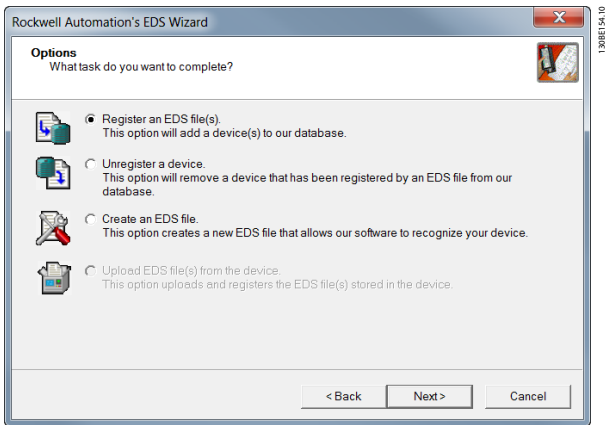 Rockwell Automation's EDS Wizard
Options
What task do you want to complete?
Register an EDS file(s).
This option will add a device(s) to our database.
Unregister a device.
This option will remove a device that has been registered by an EDS file from our
database.
Create an EDS file.
This option creates a new EDS file that allows our software to recognize your device.
Upload EDS file(s) from the device.
This option uploads and registers the EDS file(s) stored in the device.
< Back
Next >
Cancel
130BE154.10